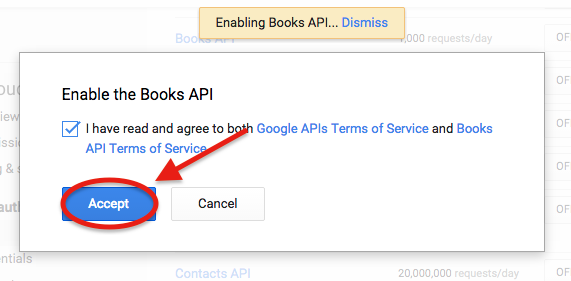 Enabling Books API... Dismiss
Books API 1,000 requests/day OF
Enable the Books API
I have read and agree to both Google APIs Terms of Service and Books
API Terms of Service
Accept Cancel
Contacts API 20,000,000 requests/day OF